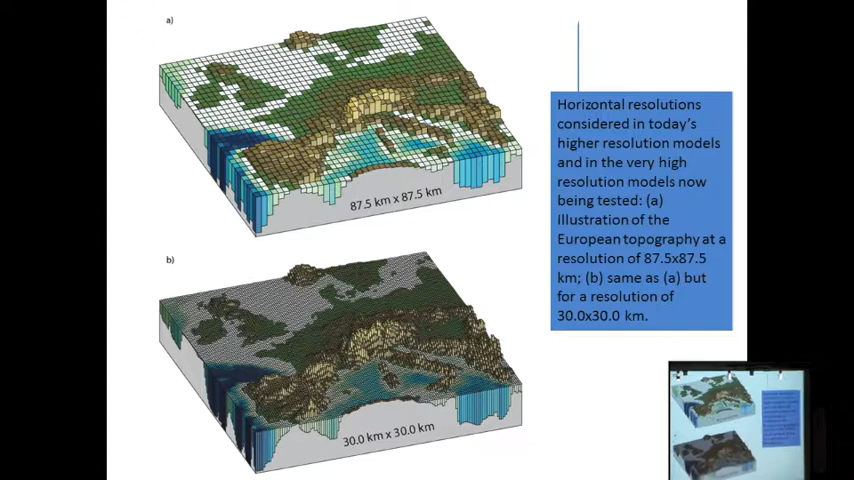 a)
87.5 km x 87.5 km
b)
30.0 km x 30.0 km
Horizontal resolutions
considered in today's
higher resolution models
and in the very high
resolution models now
being tested: (a)
Illustration of the
European topography at a
resolution of 87.5x87.5
km; (b) same as (a) but
for a resolution of
30.0x30.0 km.